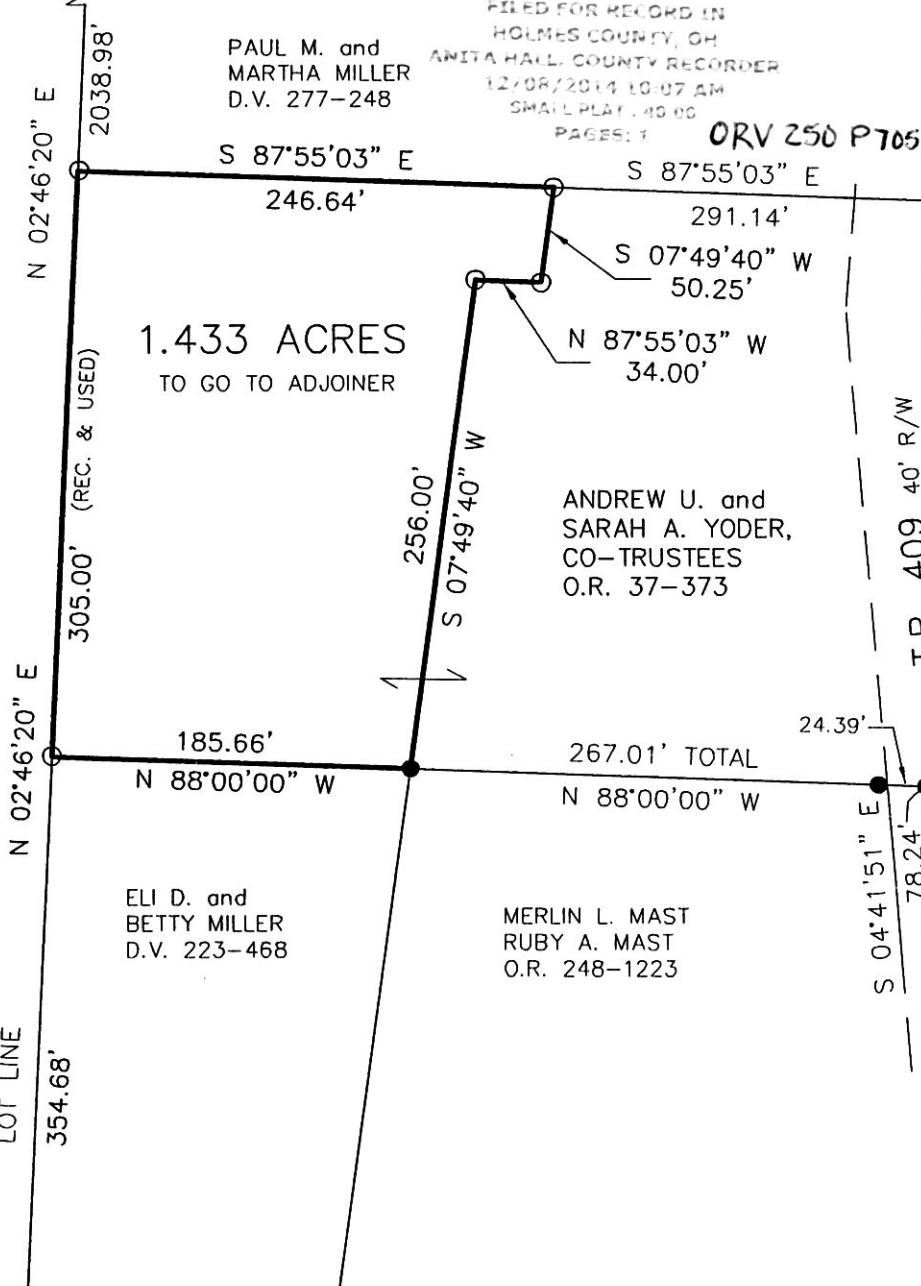 FILED FOR RECORD IN
HOLMES COUNTY, OH
ANITA HALL, COUNTY RECORDER
12/08/2014 10:07 AM
SMALL PLAT . 40.00
PAGES: 1
ORV 250 P705
PAUL M. and
MARTHA MILLER
D.V. 277-248
2038.98'
N 02°46'20" E
S 87°55'03" E
246.64'
S 87°55'03" E
291.14'
S 07°49'40" W
50.25'
N 87°55'03" W
34.00'
1.433 ACRES
TO GO TO ADJOINER
305.00' (REC. & USED)
256.00'
S 07°49'40" W
ANDREW U. and
SARAH A. YODER,
CO-TRUSTEES
O.R. 37-373
409 40' R/W
N 02°46'20" E
185.66'
N 88°00'00" W
267.01' TOTAL
N 88°00'00" W
24.39'
78.24'
S 04°41'51" E
ELI D. and
BETTY MILLER
D.V. 223-468
MERLIN L. MAST
RUBY A. MAST
O.R. 248-1223
LOT LINE
354.68'